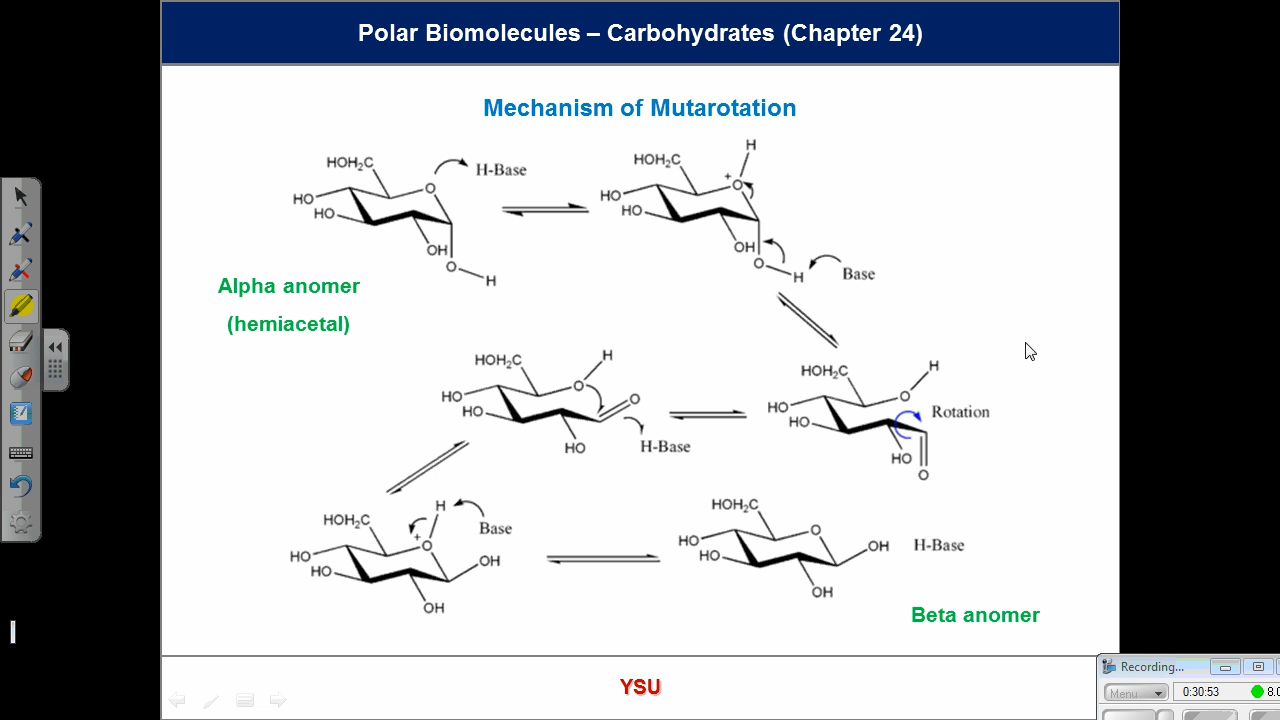 Polar Biomolecules – Carbohydrates (Chapter 24)
Mechanism of Mutarotation
HOH₂C
HO
HO
O
OH
O
H
H-Base
HOH₂C
HO
HO
H
+
O
OH
O
H
Base
Alpha anomer
(hemiacetal)
HOH₂C
HO
HO
O
H
O
HO
H-Base
HOH₂C
HO
HO
O
H
Rotation
HO
O
HOH₂C
HO
HO
H
+
O
Base
OH
OH
HOH₂C
HO
HO
O
OH
OH
H-Base
Beta anomer
YSU
Recording...
Menu
0:30:53
8.0